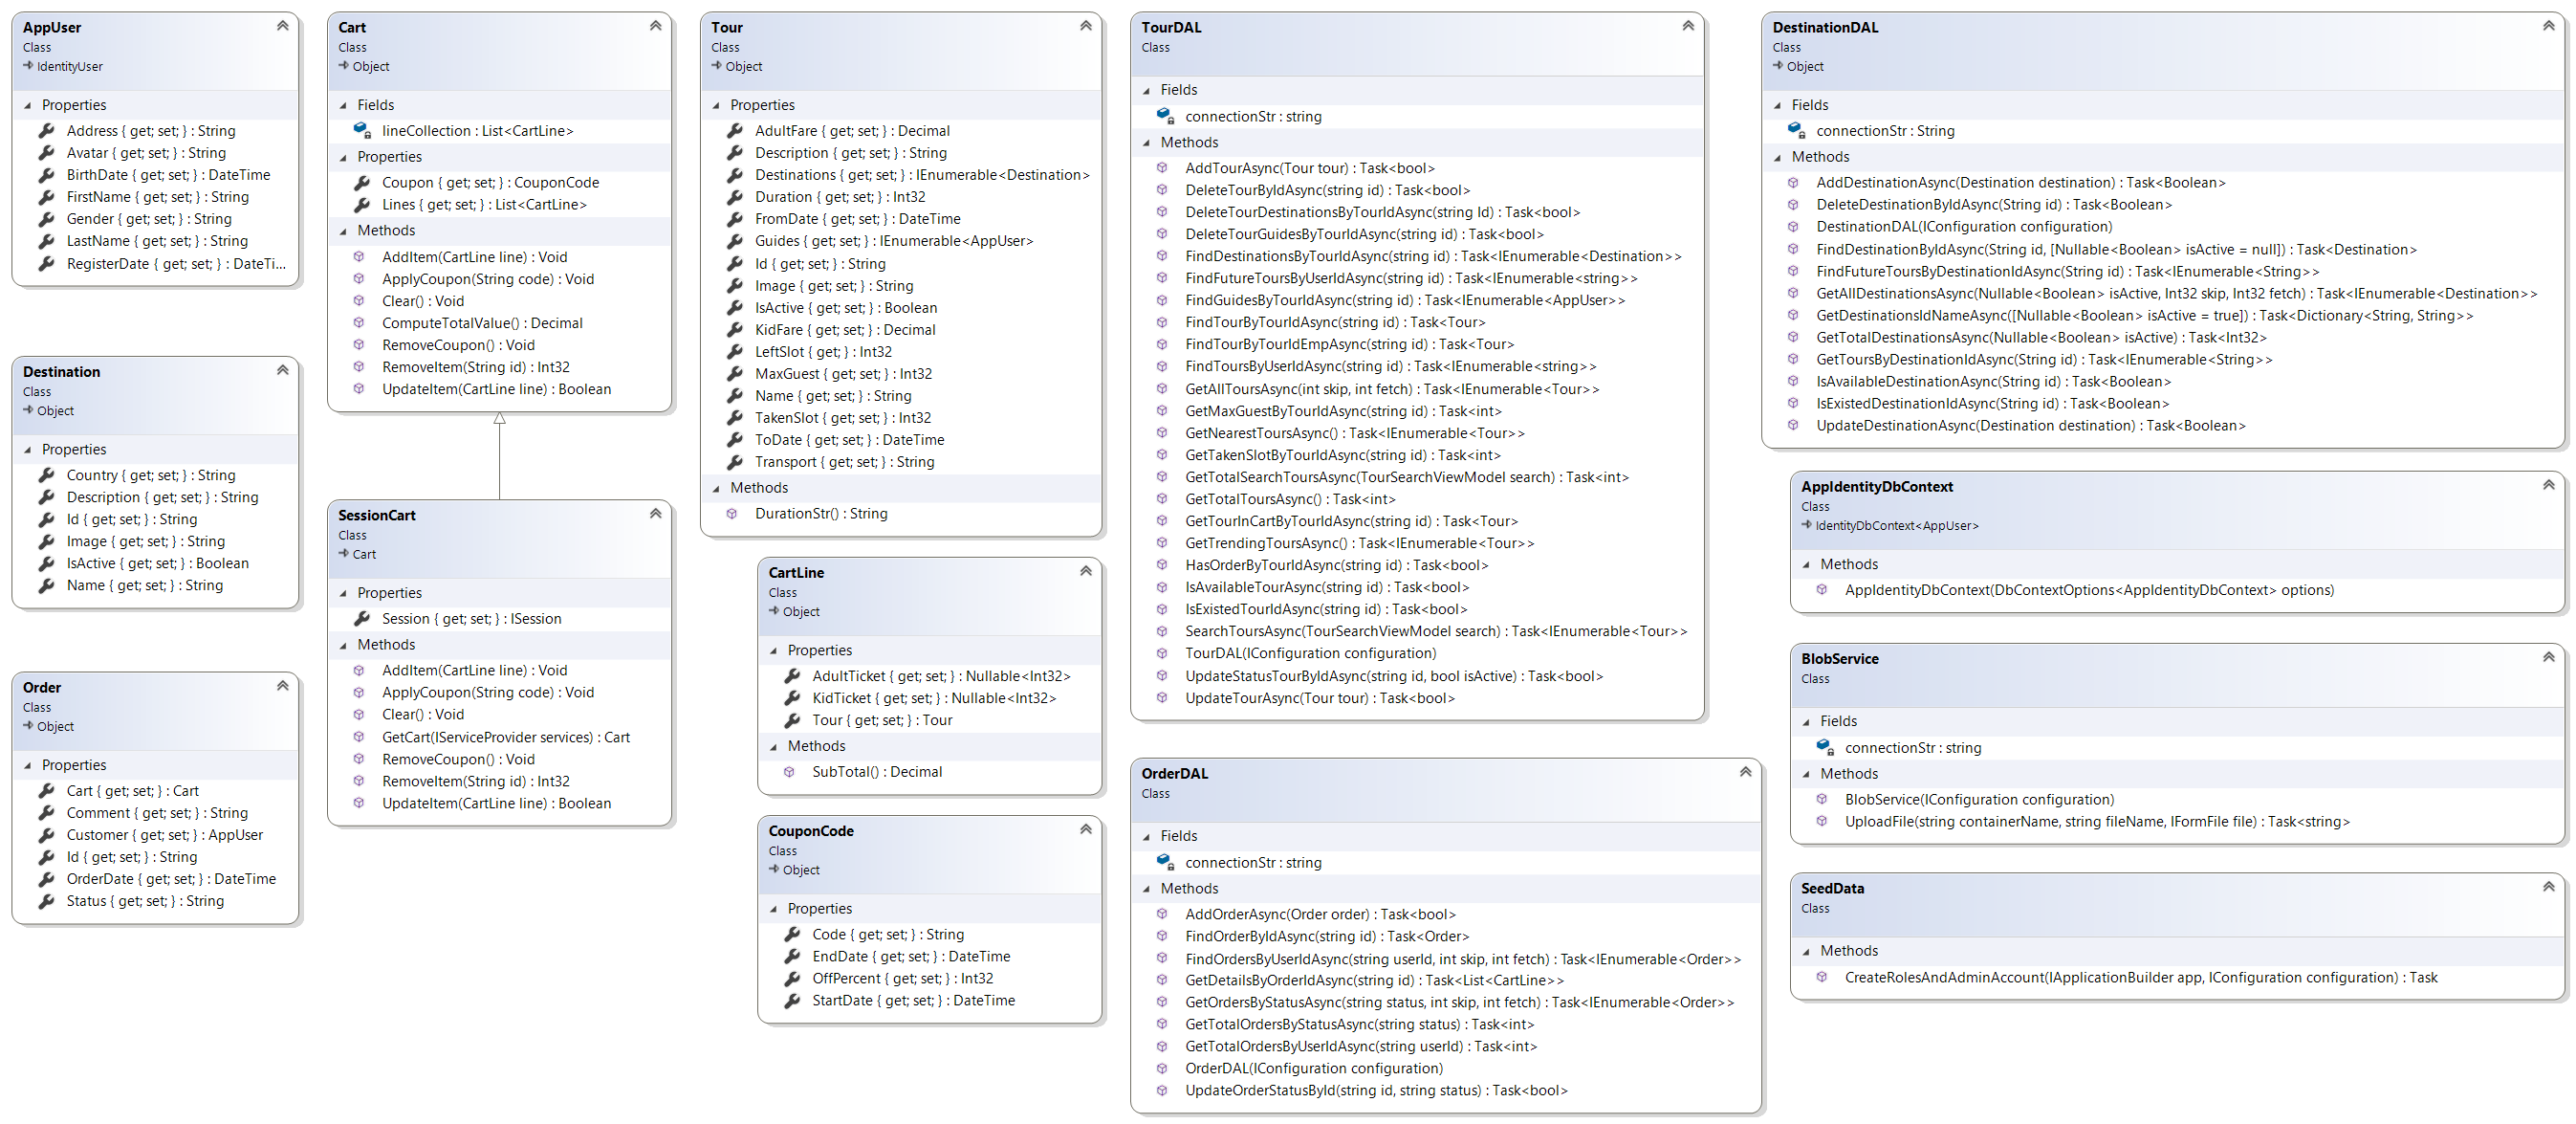 AppUser
Class
IdentityUser
Properties
Address { get; set; } : String
Avatar { get; set; } : String
BirthDate { get; set; } : DateTime
FirstName { get; set; } : String
Gender { get; set; } : String
LastName { get; set; } : String
RegisterDate { get; set; } : DateTi...
Destination
Class
Object
Properties
Country { get; set; } : String
Description { get; set; } : String
Id { get; set; } : String
Image { get; set; } : String
IsActive { get; set; } : Boolean
Name { get; set; } : String
Order
Class
Object
Properties
Cart { get; set; } : Cart
Comment { get; set; } : String
Customer { get; set; } : AppUser
Id { get; set; } : String
OrderDate { get; set; } : DateTime
Status { get; set; } : String
Cart
Class
Object
Fields
lineCollection : List<CartLine>
Properties
Coupon { get; set; } : CouponCode
Lines { get; set; } : List<CartLine>
Methods
AddItem(CartLine line) : Void
ApplyCoupon(String code) : Void
Clear() : Void
ComputeTotalValue() : Decimal
RemoveCoupon() : Void
RemoveItem(String id) : Int32
UpdateItem(CartLine line) : Boolean
SessionCart
Class
Cart
Properties
Session { get; set; } : ISession
Methods
AddItem(CartLine line) : Void
ApplyCoupon(String code) : Void
Clear() : Void
GetCart(IServiceProvider services) : Cart
RemoveCoupon() : Void
RemoveItem(String id) : Int32
UpdateItem(CartLine line) : Boolean
Tour
Class
Object
Properties
AdultFare { get; set; } : Decimal
Description { get; set; } : String
Destinations { get; set; } : IEnumerable<Destination>
Duration { get; set; } : Int32
FromDate { get; set; } : DateTime
Guides { get; set; } : IEnumerable<AppUser>
Id { get; set; } : String
Image { get; set; } : String
IsActive { get; set; } : Boolean
KidFare { get; set; } : Decimal
LeftSlot { get; } : Int32
MaxGuest { get; set; } : Int32
Name { get; set; } : String
TakenSlot { get; set; } : Int32
ToDate { get; set; } : DateTime
Transport { get; set; } : String
Methods
DurationStr() : String
CartLine
Class
Object
Properties
AdultTicket { get; set; } : Nullable<Int32>
KidTicket { get; set; } : Nullable<Int32>
Tour { get; set; } : Tour
Methods
SubTotal() : Decimal
CouponCode
Class
Object
Properties
Code { get; set; } : String
EndDate { get; set; } : DateTime
OffPercent { get; set; } : Int32
StartDate { get; set; } : DateTime
TourDAL
Class
Fields
connectionStr : string
Methods
AddTourAsync(Tour tour) : Task<bool>
DeleteTourByIdAsync(string id) : Task<bool>
DeleteTourDestinationsByTourIdAsync(string Id) : Task<bool>
DeleteTourGuidesByTourIdAsync(string id) : Task<bool>
FindDestinationsByTourIdAsync(string id) : Task<IEnumerable<Destination>>
FindFutureToursByUserIdAsync(string id) : Task<IEnumerable<string>>
FindGuidesByTourIdAsync(string id) : Task<IEnumerable<AppUser>>
FindTourByTourIdAsync(string id) : Task<Tour>
FindTourByTourIdEmpAsync(string id) : Task<Tour>
FindToursByUserIdAsync(string id) : Task<IEnumerable<string>>
GetAllToursAsync(int skip, int fetch) : Task<IEnumerable<Tour>>
GetMaxGuestByTourIdAsync(string id) : Task<int>
GetNearestToursAsync() : Task<IEnumerable<Tour>>
GetTakenSlotByTourIdAsync(string id) : Task<int>
GetTotalSearchToursAsync(TourSearchViewModel search) : Task<int>
GetTotalToursAsync() : Task<int>
GetTourInCartByTourIdAsync(string id) : Task<Tour>
GetTrendingToursAsync() : Task<IEnumerable<Tour>>
HasOrderByTourIdAsync(string id) : Task<bool>
IsAvailableTourAsync(string id) : Task<bool>
IsExistedTourIdAsync(string id) : Task<bool>
SearchToursAsync(TourSearchViewModel search) : Task<IEnumerable<Tour>>
TourDAL(IConfiguration configuration)
UpdateStatusTourByIdAsync(string id, bool isActive) : Task<bool>
UpdateTourAsync(Tour tour) : Task<bool>
OrderDAL
Class
Fields
connectionStr : string
Methods
AddOrderAsync(Order order) : Task<bool>
FindOrderByIdAsync(string id) : Task<Order>
FindOrdersByUserIdAsync(string userId, int skip, int fetch) : Task<IEnumerable<Order>>
GetDetailsByOrderIdAsync(string id) : Task<List<CartLine>>
GetOrdersByStatusAsync(string status, int skip, int fetch) : Task<IEnumerable<Order>>
GetTotalOrdersByStatusAsync(string status) : Task<int>
GetTotalOrdersByUserIdAsync(string userId) : Task<int>
OrderDAL(IConfiguration configuration)
UpdateOrderStatusById(string id, string status) : Task<bool>
DestinationDAL
Class
Object
Fields
connectionStr : String
Methods
AddDestinationAsync(Destination destination) : Task<Boolean>
DeleteDestinationByIdAsync(String id) : Task<Boolean>
DestinationDAL(IConfiguration configuration)
FindDestinationByIdAsync(String id, [Nullable<Boolean> isActive = null]) : Task<Destination>
FindFutureToursByDestinationIdAsync(String id) : Task<IEnumerable<String>>
GetAllDestinationsAsync(Nullable<Boolean> isActive, Int32 skip, Int32 fetch) : Task<IEnumerable<Destination>>
GetDestinationsIdNameAsync([Nullable<Boolean> isActive = true]) : Task<Dictionary<String, String>>
GetTotalDestinationsAsync(Nullable<Boolean> isActive) : Task<Int32>
GetToursByDestinationIdAsync(String id) : Task<IEnumerable<String>>
IsAvailableDestinationAsync(String id) : Task<Boolean>
IsExistedDestinationIdAsync(String id) : Task<Boolean>
UpdateDestinationAsync(Destination destination) : Task<Boolean>
AppIdentityDbContext
Class
IdentityDbContext<AppUser>
Methods
AppIdentityDbContext(DbContextOptions<AppIdentityDbContext> options)
BlobService
Class
Fields
connectionStr : string
Methods
BlobService(IConfiguration configuration)
UploadFile(string containerName, string fileName, IFormFile file) : Task<string>
SeedData
Class
Methods
CreateRolesAndAdminAccount(IApplicationBuilder app, IConfiguration configuration) : Task